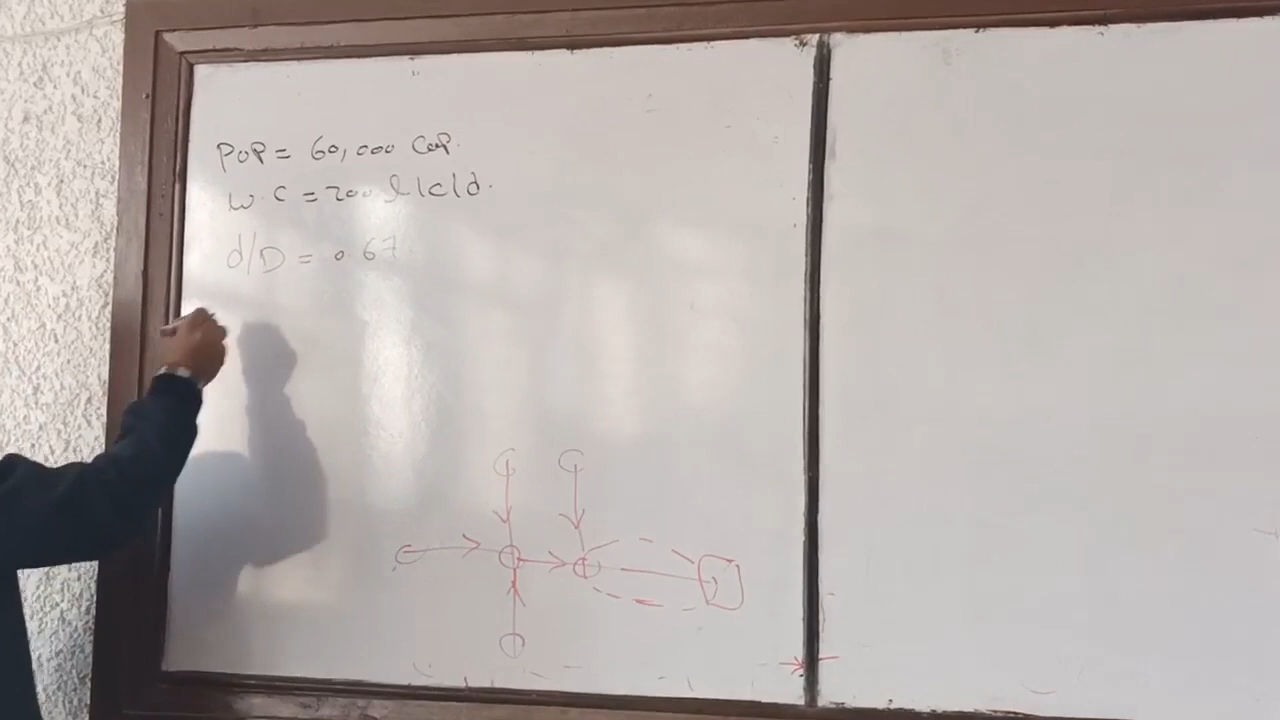 POP = 60,000 Cap.
W.C = 200 l/c/d.
d/D = 0.67